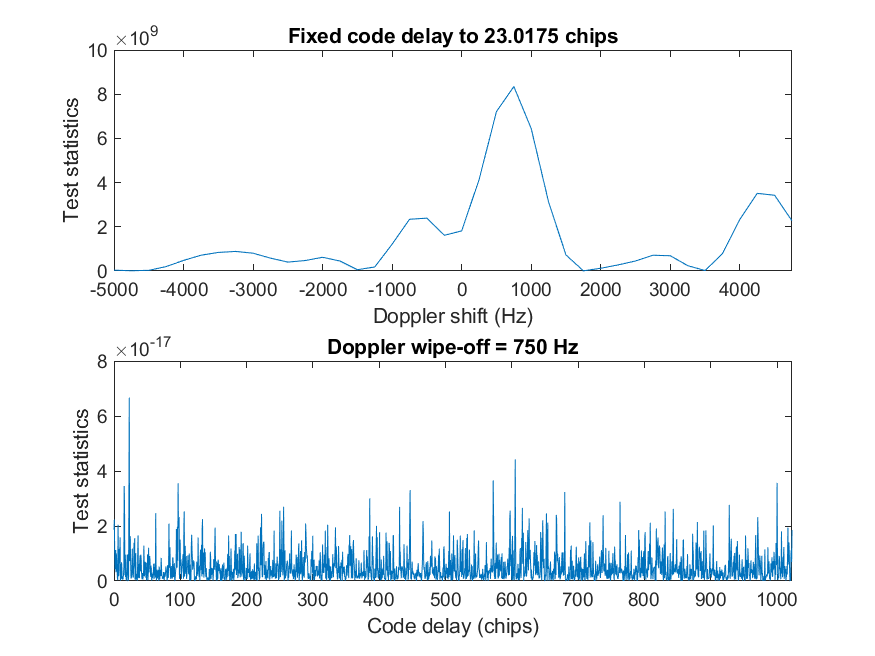 ×10^9
Fixed code delay to 23.0175 chips
10
8
6
4
2
0
Test statistics
-5000 -4000 -3000 -2000 -1000 0 1000 2000 3000 4000
Doppler shift (Hz)
×10^-17
Doppler wipe-off = 750 Hz
8
6
4
2
0
Test statistics
0 100 200 300 400 500 600 700 800 900 1000
Code delay (chips)